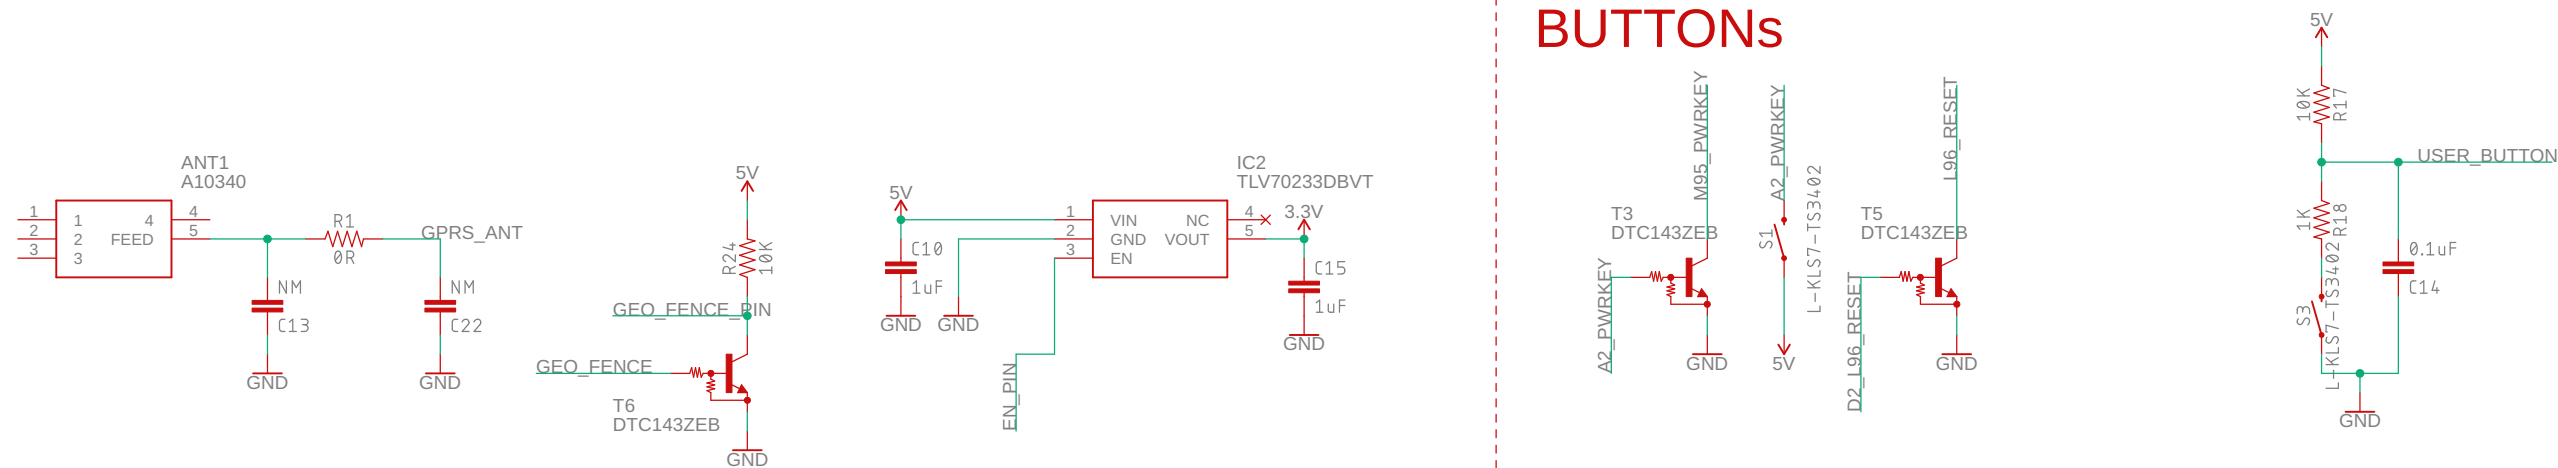 BUTTONs
ANT1
A10340
1
2
3
1
2
3
4
FEED
4
5
R1
0R
GPRS_ANT
NM
C13
GND
NM
C22
GND
5V
R24
10K
GEO_FENCE_PIN
GEO_FENCE
T6
DTC143ZEB
GND
5V
C10
1uF
GND
GND
EN_PIN
IC2
TLV70233DBVT
1
2
3
VIN
GND
EN
NC
VOUT
4
5
3.3V
C15
1uF
GND
M95_PWRKEY
T3
DTC143ZEB
A2_PWRKEY
GND
A2_PWRKEY
S1
L-KLS7-TS3402
5V
L96_RESET
T5
DTC143ZEB
D2_L96_RESET
GND
5V
10K
R17
USER_BUTTON
1K
R18
S3
L-KLS7-TS3402
0.1uF
C14
GND